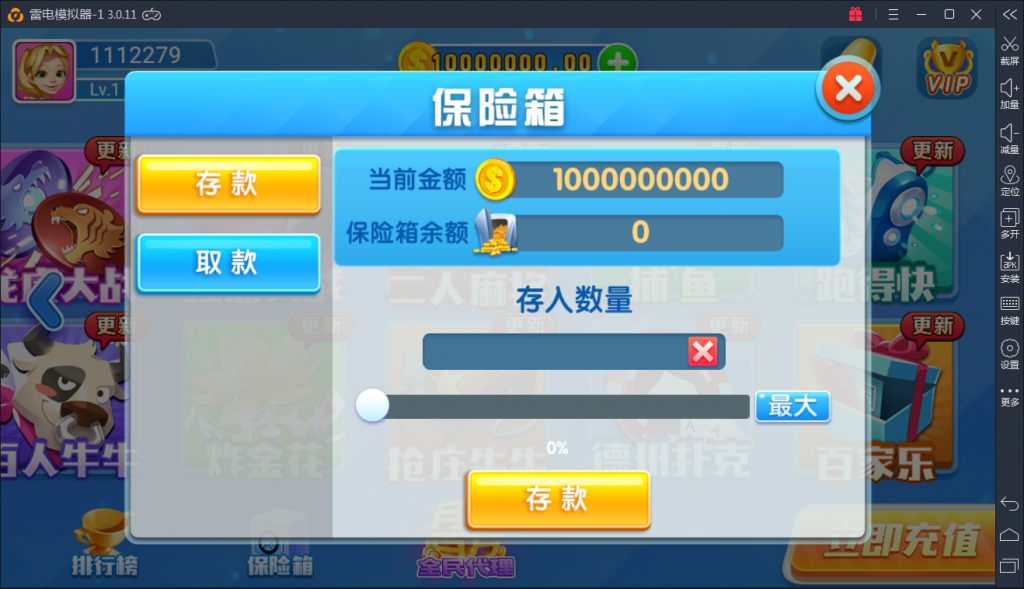 雷电模拟器-1 3.0.11
1112279
Lv.1
10000000.00
VIP
保险箱
存款
取款
当前金额
1000000000
保险箱余额
0
存入数量
最大
0%
存款
更新
更新
更新
更新
更新
更新
二人麻将
捕鱼
跑得快
百人牛牛
炸金花
抢庄牛牛
德州扑克
百家乐
排行榜
保险箱
全民代理
立即充值
截屏
加量
减量
定位
多开
APK
安装
按键
设置
更多